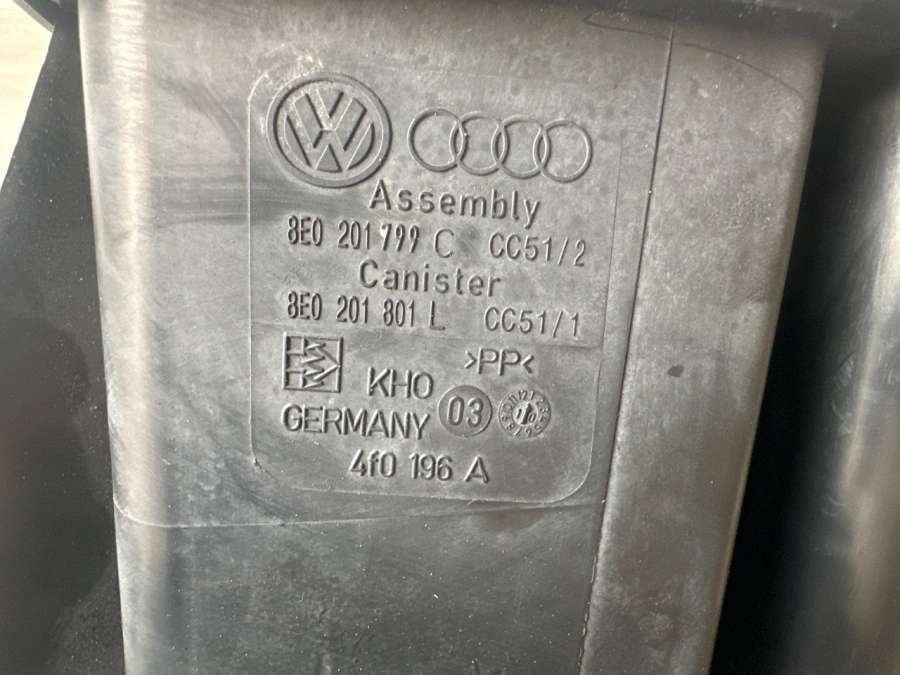 Assembly
8E0 201 799 C CC51/2
Canister
8E0 201 801 L CC51/1
>PP<
KHO
GERMANY 03
4f0 196 A